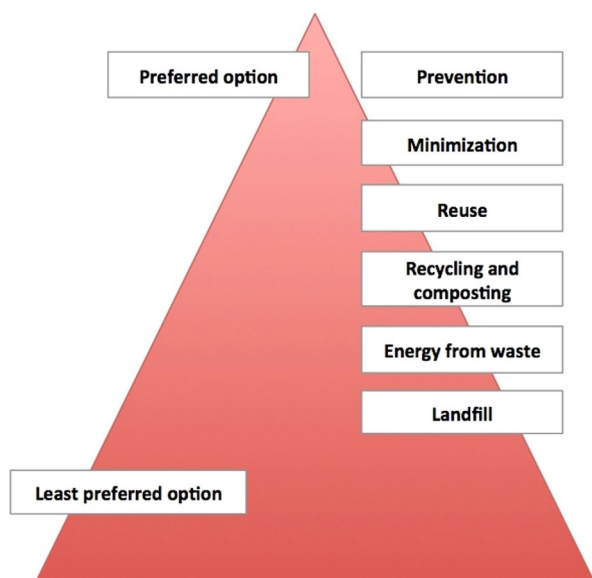 Preferred option
Prevention
Minimization
Reuse
Recycling and
composting
Energy from waste
Landfill
Least preferred option